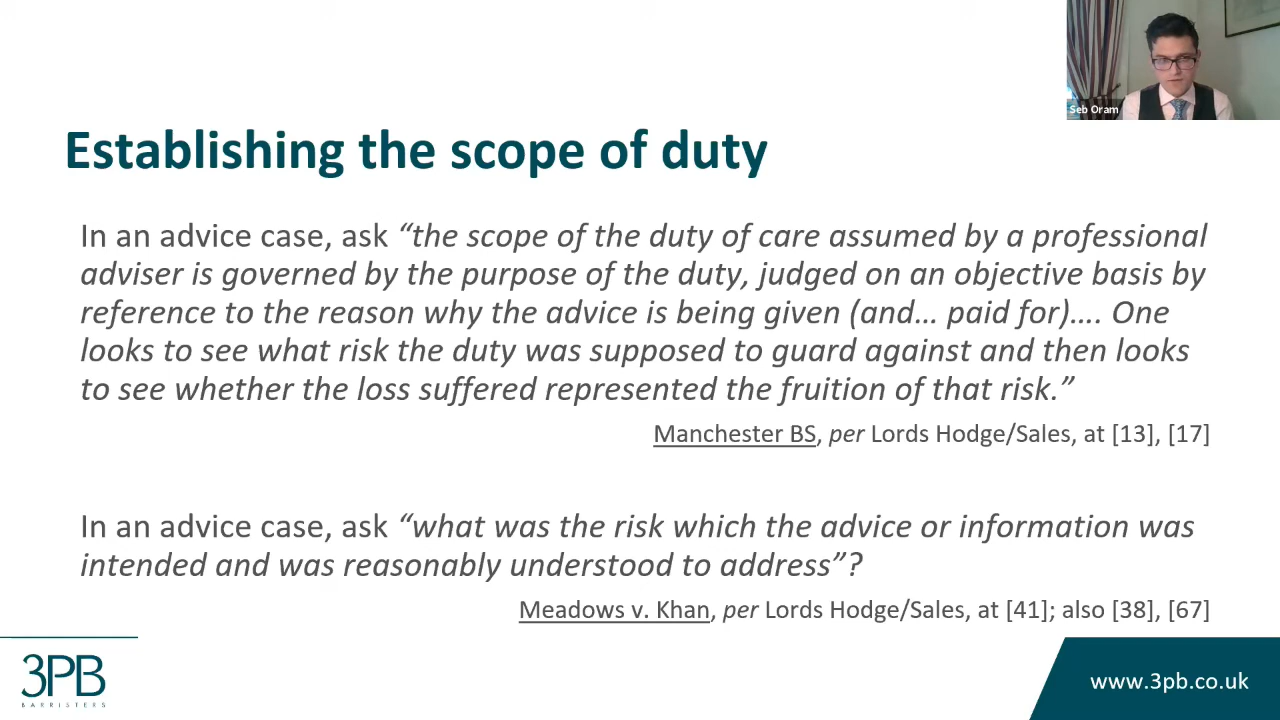 Seb Oram
Establishing the scope of duty
In an advice case, ask “the scope of the duty of care assumed by a professional
adviser is governed by the purpose of the duty, judged on an objective basis by
reference to the reason why the advice is being given (and… paid for)…. One
looks to see what risk the duty was supposed to guard against and then looks
to see whether the loss suffered represented the fruition of that risk.”
Manchester BS, per Lords Hodge/Sales, at [13], [17]
In an advice case, ask “what was the risk which the advice or information was
intended and was reasonably understood to address”?
Meadows v. Khan, per Lords Hodge/Sales, at [41]; also [38], [67]
3PB
BARRISTERS
www.3pb.co.uk